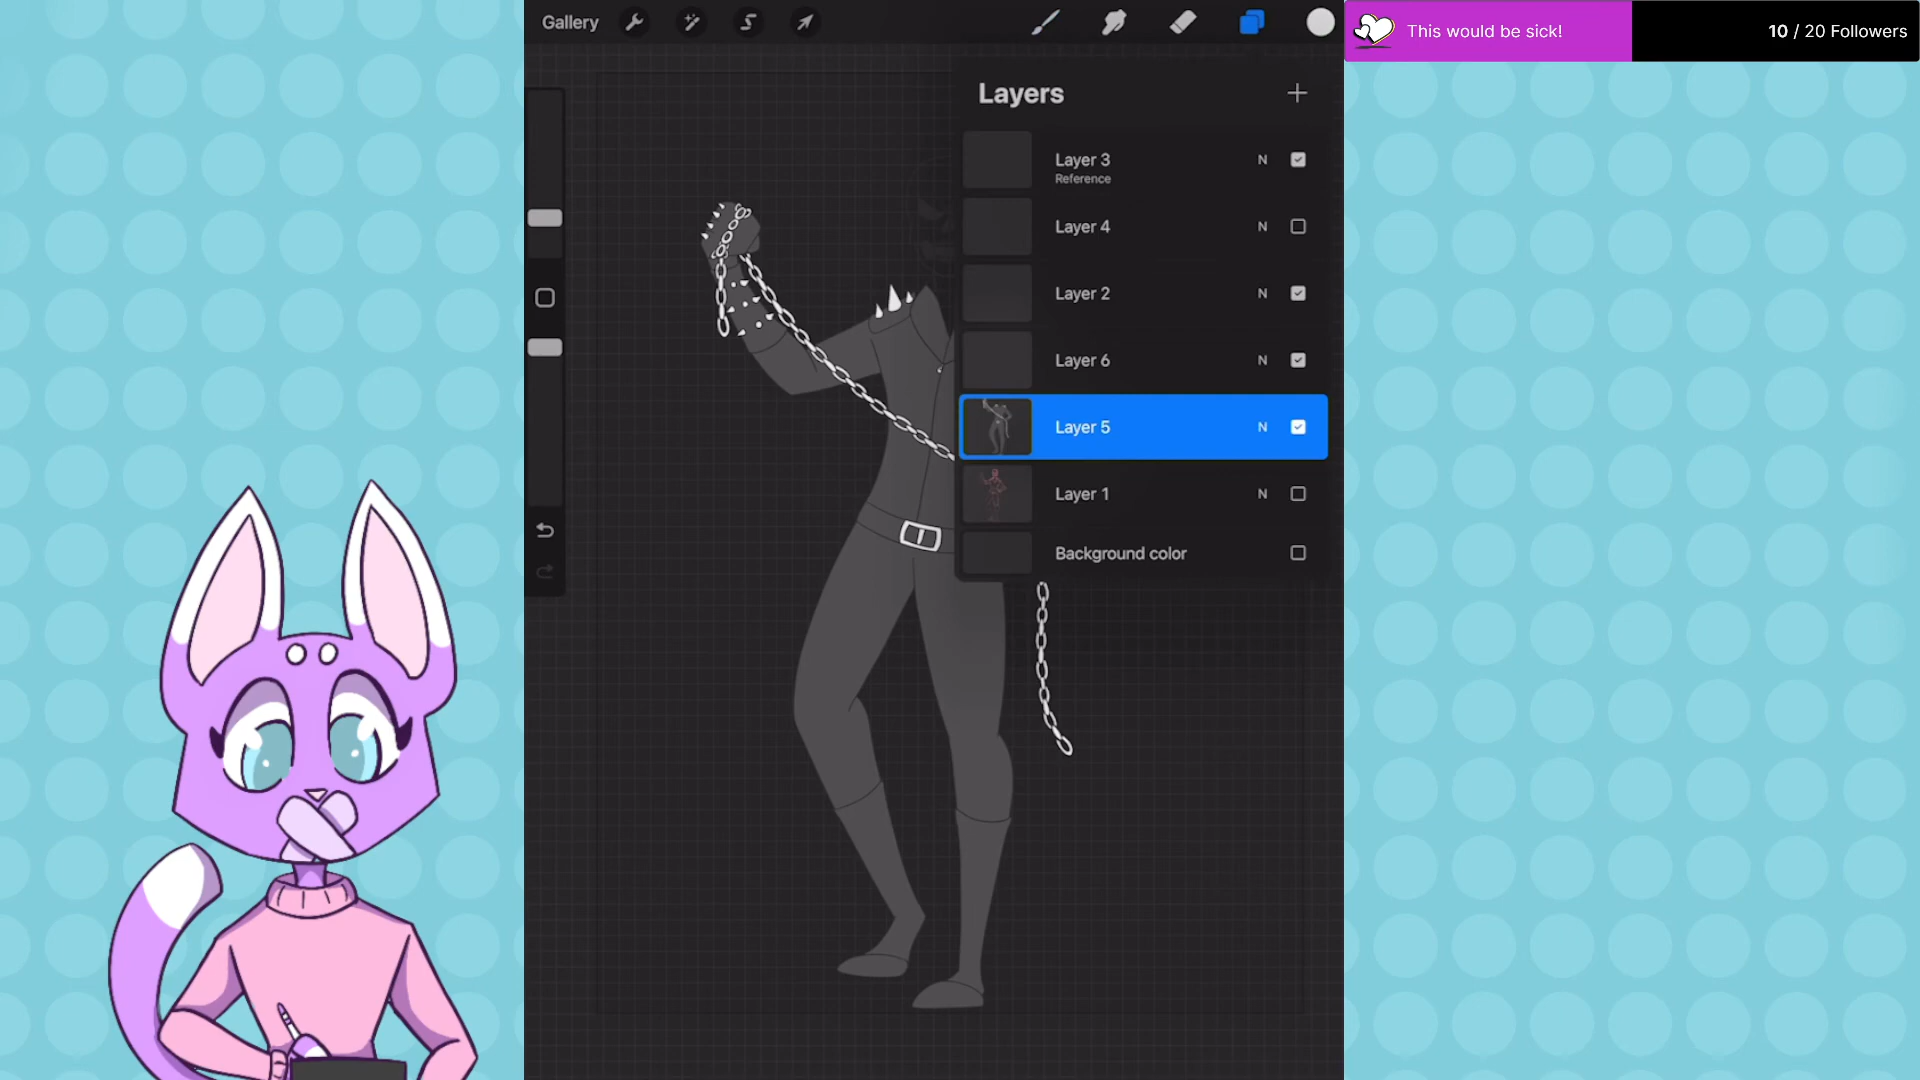 Gallery
This would be sick!
10 / 20 Followers
Layers
Layer 3
N
Reference
Layer 4
N
Layer 2
N
Layer 6
N
Layer 5
N
Layer 1
N
Background color